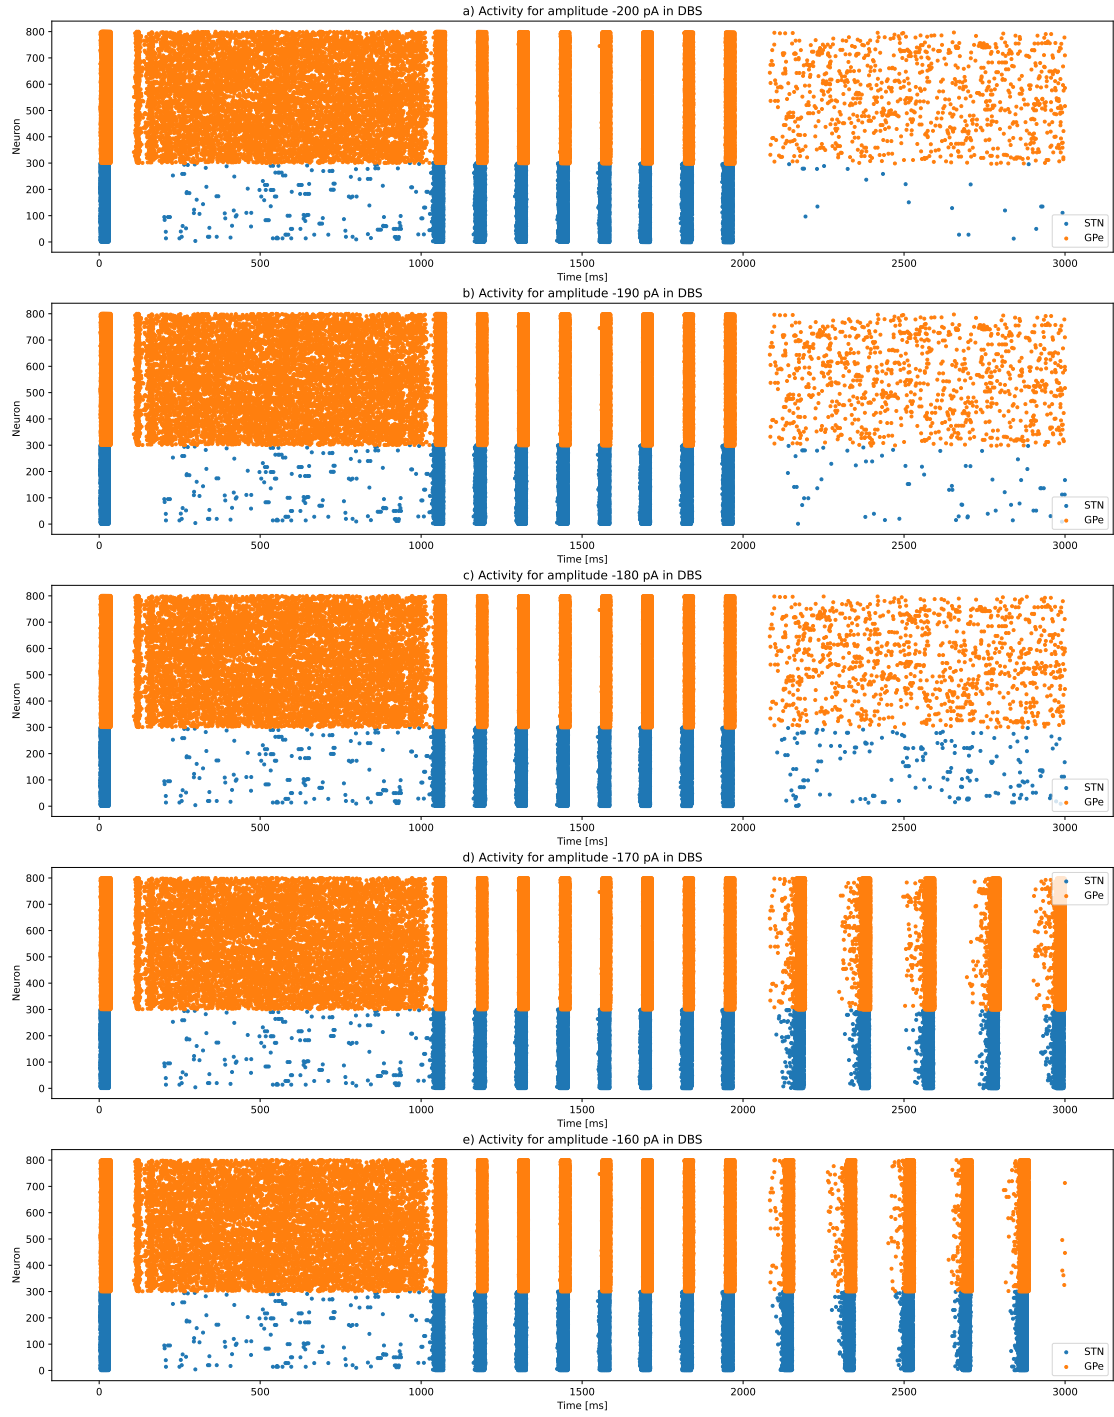 a) Activity for amplitude -200 pA in DBS
800
700
600
500
400
300
200
100
0
Neuron
STN
GPe
0 500 1000 1500 2000 2500 3000
Time [ms]
b) Activity for amplitude -190 pA in DBS
800
700
600
500
400
300
200
100
0
Neuron
STN
GPe
0 500 1000 1500 2000 2500 3000
Time [ms]
c) Activity for amplitude -180 pA in DBS
800
700
600
500
400
300
200
100
0
Neuron
STN
GPe
0 500 1000 1500 2000 2500 3000
Time [ms]
d) Activity for amplitude -170 pA in DBS
800
700
600
500
400
300
200
100
0
Neuron
STN
GPe
0 500 1000 1500 2000 2500 3000
Time [ms]
e) Activity for amplitude -160 pA in DBS
800
700
600
500
400
300
200
100
0
Neuron
STN
GPe
0 500 1000 1500 2000 2500 3000
Time [ms]